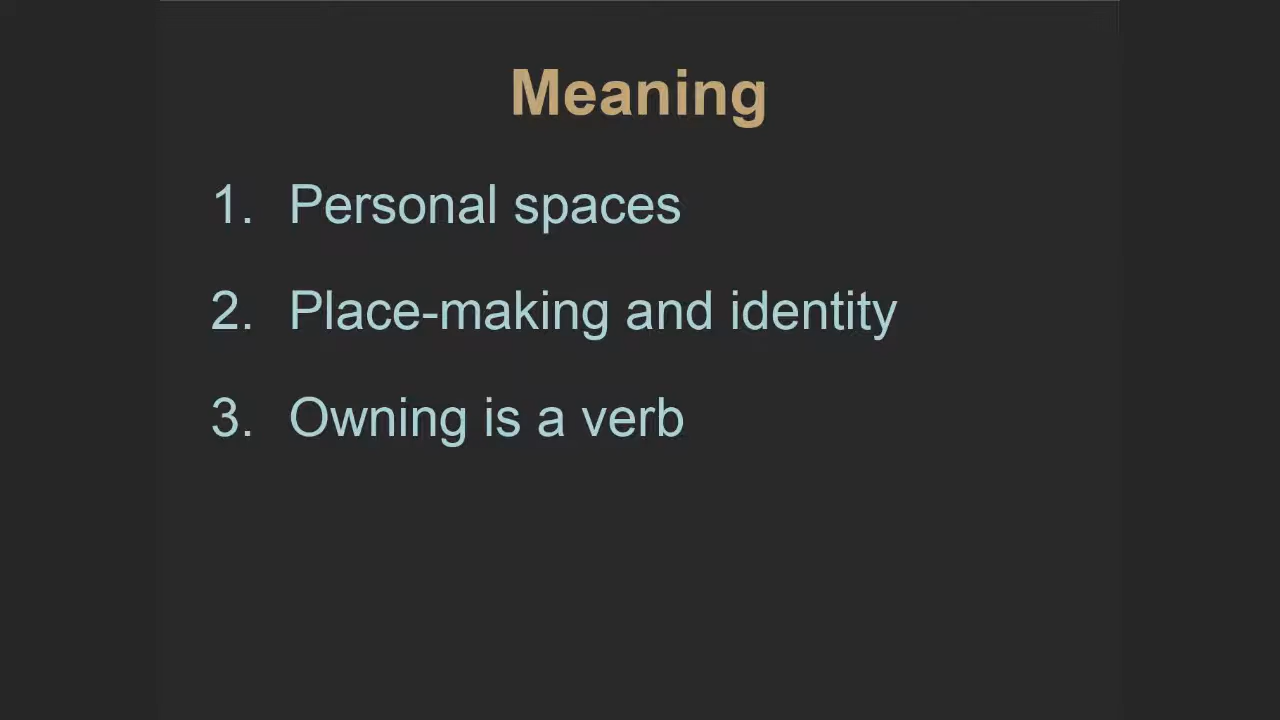 Meaning
1. Personal spaces
2. Place-making and identity
3. Owning is a verb